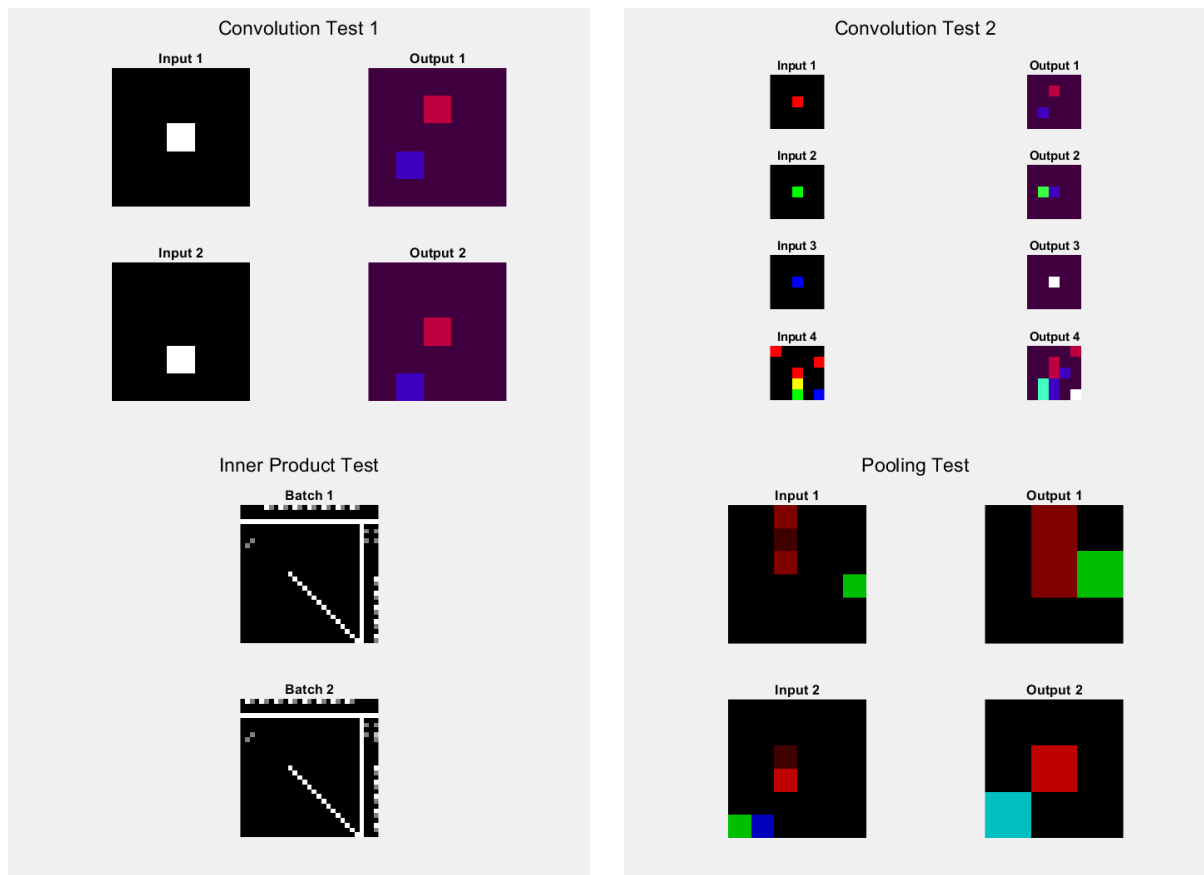 Convolution Test 1
Input 1
Output 1
Input 2
Output 2
Convolution Test 2
Input 1
Output 1
Input 2
Output 2
Input 3
Output 3
Input 4
Output 4
Inner Product Test
Batch 1
Batch 2
Pooling Test
Input 1
Output 1
Input 2
Output 2